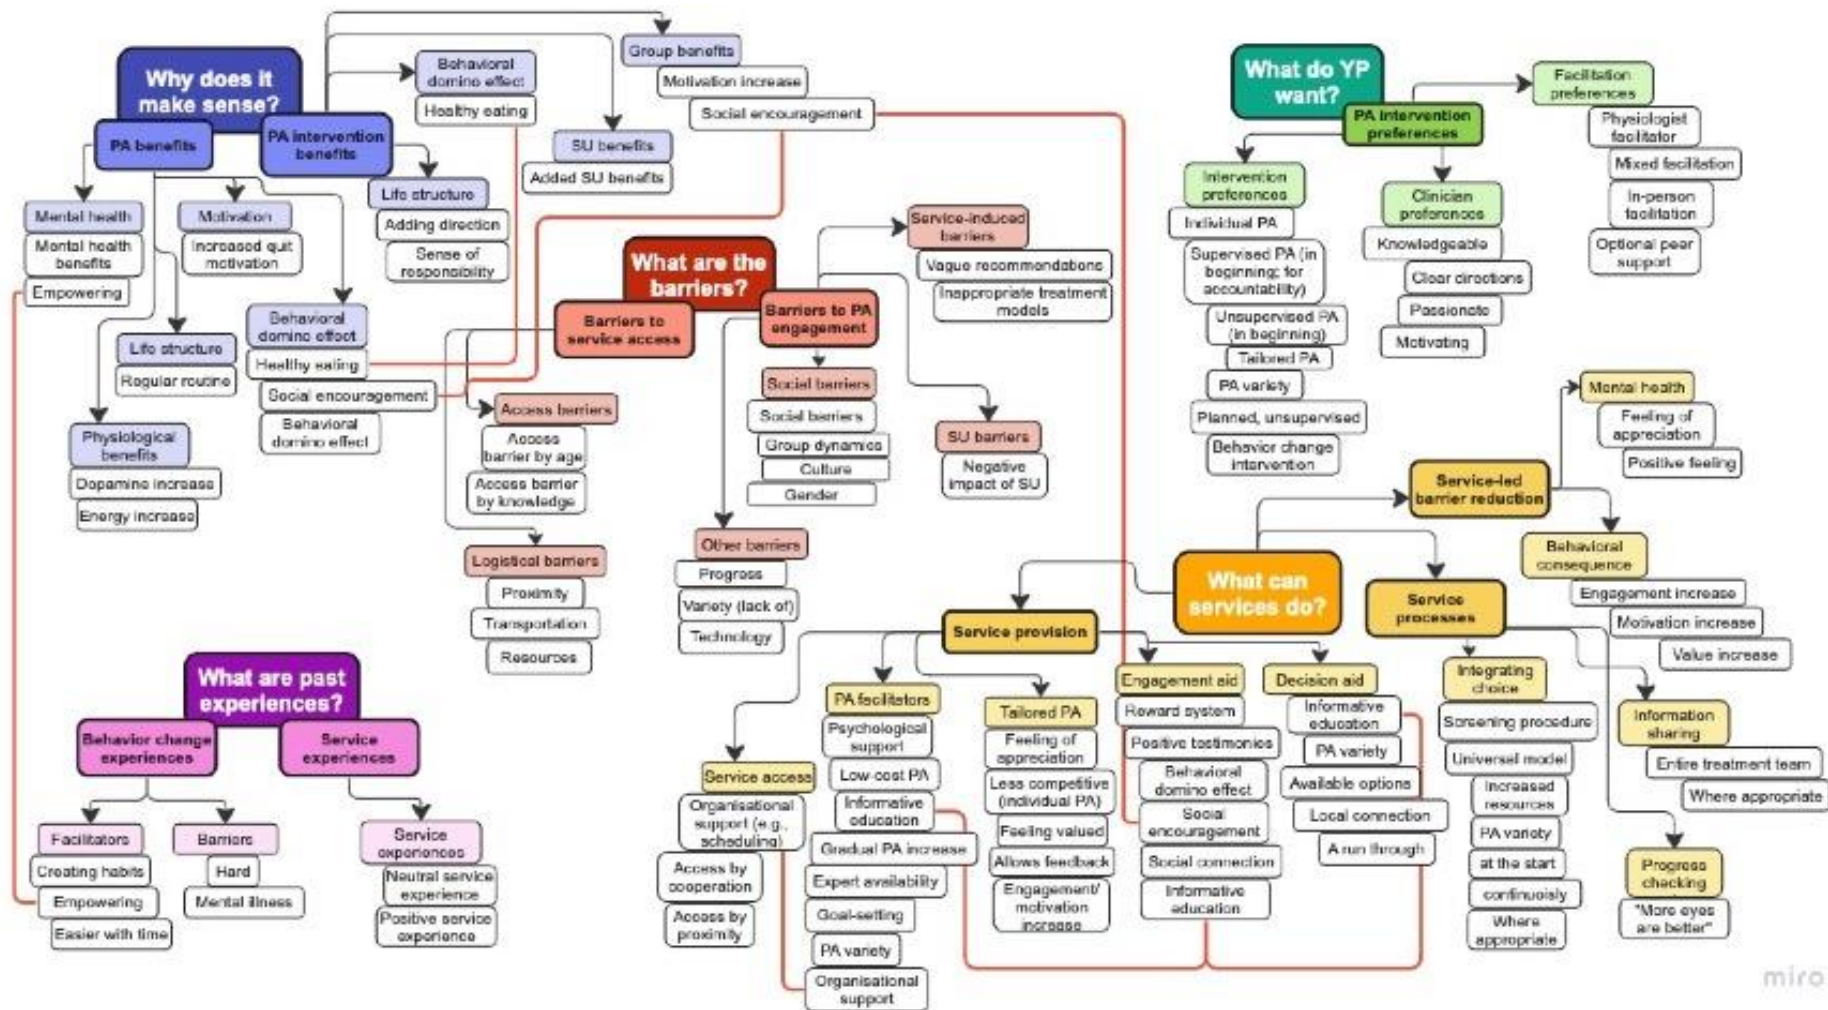 Why does it
make sense?
PA benefits
PA intervention
benefits
Mental health
Mental health
benefits
Empowering
Motivation
Increased quit
motivation
Life structure
Regular routine
Physiological
benefits
Dopamine increase
Energy increase
Behavioral
domino effect
Healthy eating
Social encouragement
Behavioral
domino effect
Life structure
Adding direction
Sense of
responsibility
Behavioral
domino effect
Healthy eating
SU benefits
Added SU benefits
Group benefits
Motivation increase
Social encouragement
What are the
barriers?
Barriers to
service access
Barriers to PA
engagement
Access barriers
Access
barrier by age
Access barrier
by knowledge
Logistical barriers
Proximity
Transportation
Resources
Service-induced
barriers
Vague recommendations
Inappropriate treatment
models
Social barriers
Social barriers
Group dynamics
Culture
Gender
SU barriers
Negative
impact of SU
Other barriers
Progress
Variety (lack of)
Technology
What do YP
want?
PA Intervention
preferences
Intervention
preferences
Individual PA
Supervised PA (in
beginning; for
accountability)
Unsupervised PA
(in beginning)
Tailored PA
PA variety
Planned, unsupervised
Behavior change
intervention
Clinician
preferences
Knowledgeable
Clear directions
Passionate
Motivating
Facilitation
preferences
Physiologist
facilitator
Mixed facilitation
In-person
facilitation
Optional peer
support
What are past
experiences?
Behavior change
experiences
Service
experiences
Facilitators
Creating habits
Empowering
Easier with time
Barriers
Hard
Mental illness
Service
experiences
Neutral service
experience
Positive service
experience
What can
services do?
Service-led
barrier reduction
Mental health
Feeling of
appreciation
Positive feeling
Behavioral
consequence
Engagement increase
Motivation increase
Value increase
Service
processes
Integrating
choice
Screening procedure
Universal model
Increased
resources
PA variety
at the start
continuoisly
Where
appropriate
Information
sharing
Entire treatment team
Where appropriate
Progress
checking
"More eyes
are better"
Service provision
Service access
Organisational
support (e.g.,
scheduling)
Access by
cooperation
Access by
proximity
PA facilitators
Psychological
support
Low-cost PA
Informative
education
Gradual PA increase
Expert availability
Goal-setting
PA variety
Organisational
support
Tailored PA
Feeling of
appreciation
Less competitive
(individual PA)
Feeling valued
Allows feedback
Engagement/
motivation
increase
Engagement aid
Reward system
Positive testimonies
Behavioral
domino effect
Social
encouragement
Social connection
Informative
education
Decision aid
Informative
education
PA variety
Available options
Local connection
A run through
miro